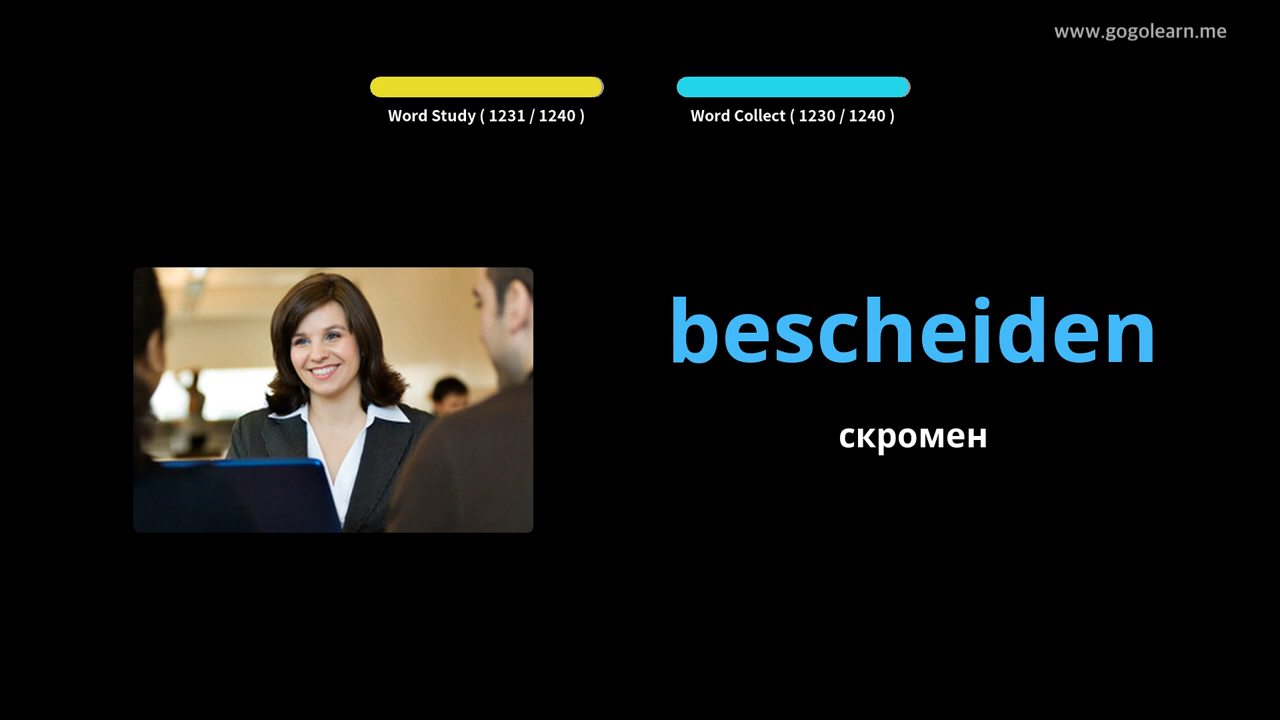 www.gogolearn.me
Word Study ( 1231 / 1240 )
Word Collect ( 1230 / 1240 )
bescheiden
скромен